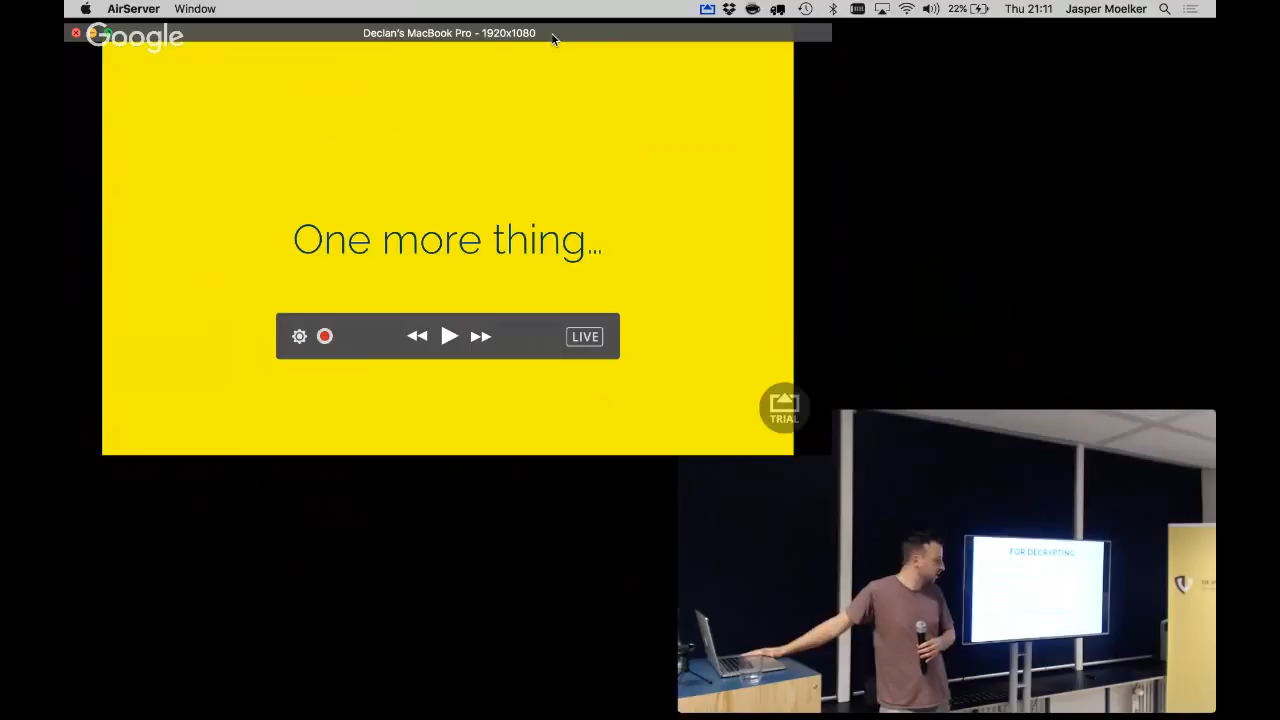 AirServer Window 22% Thu 21:11 Jasper Moelker
Google
Declan's MacBook Pro - 1920x1080
One more thing...
LIVE
TRIAL
FOR DECRYPTING